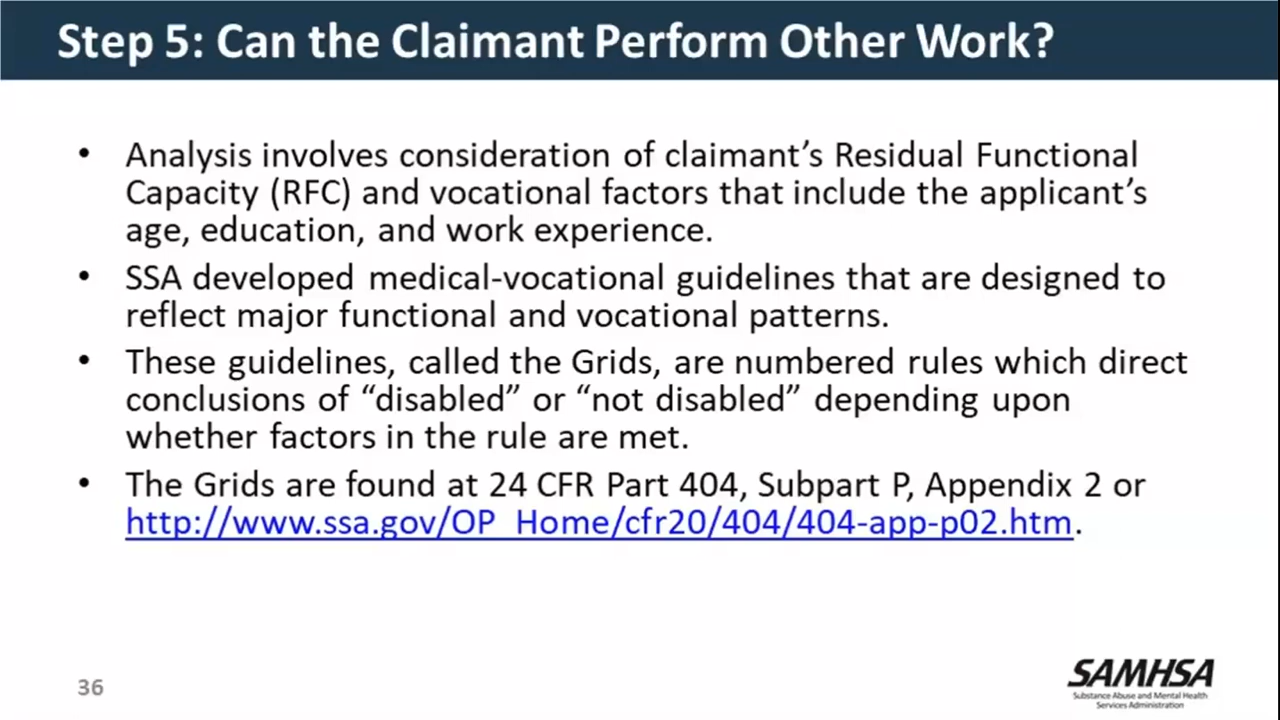 Step 5: Can the Claimant Perform Other Work?
• Analysis involves consideration of claimant’s Residual Functional
Capacity (RFC) and vocational factors that include the applicant’s
age, education, and work experience.
• SSA developed medical-vocational guidelines that are designed to
reflect major functional and vocational patterns.
• These guidelines, called the Grids, are numbered rules which direct
conclusions of “disabled” or “not disabled” depending upon
whether factors in the rule are met.
• The Grids are found at 24 CFR Part 404, Subpart P, Appendix 2 or
http://www.ssa.gov/OP_Home/cfr20/404/404-app-p02.htm.
36
SAMHSA
Substance Abuse and Mental Health
Services Administration